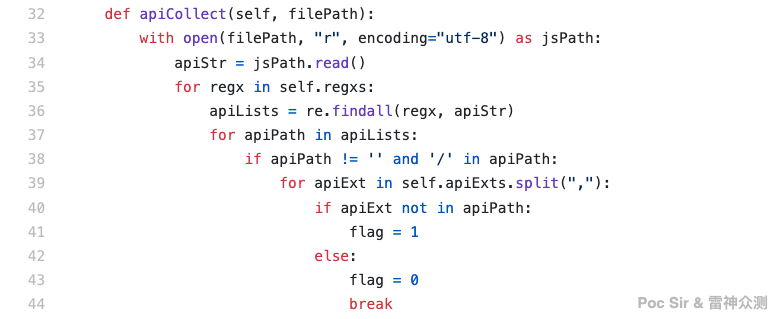 32 def apiCollect(self, filePath):
33 with open(filePath, "r", encoding="utf-8") as jsPath:
34 apiStr = jsPath.read()
35 for regx in self.regxs:
36 apiLists = re.findall(regx, apiStr)
37 for apiPath in apiLists:
38 if apiPath != '' and '/' in apiPath:
39 for apiExt in self.apiExts.split(","):
40 if apiExt not in apiPath:
41 flag = 1
42 else:
43 flag = 0
44 break
Poc Sir & 雷神众测